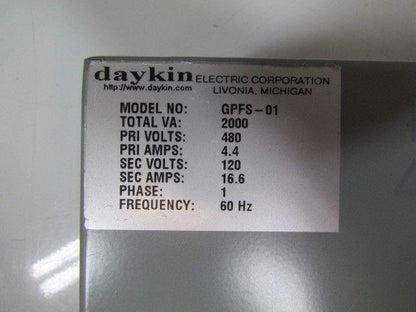 daykin ELECTRIC CORPORATION
http://www.daykin.com LIVONIA, MICHIGAN
MODEL NO: GPFS-01
TOTAL VA: 2000
PRI VOLTS: 480
PRI AMPS: 4.4
SEC VOLTS: 120
SEC AMPS: 16.6
PHASE: 1
FREQUENCY: 60 Hz